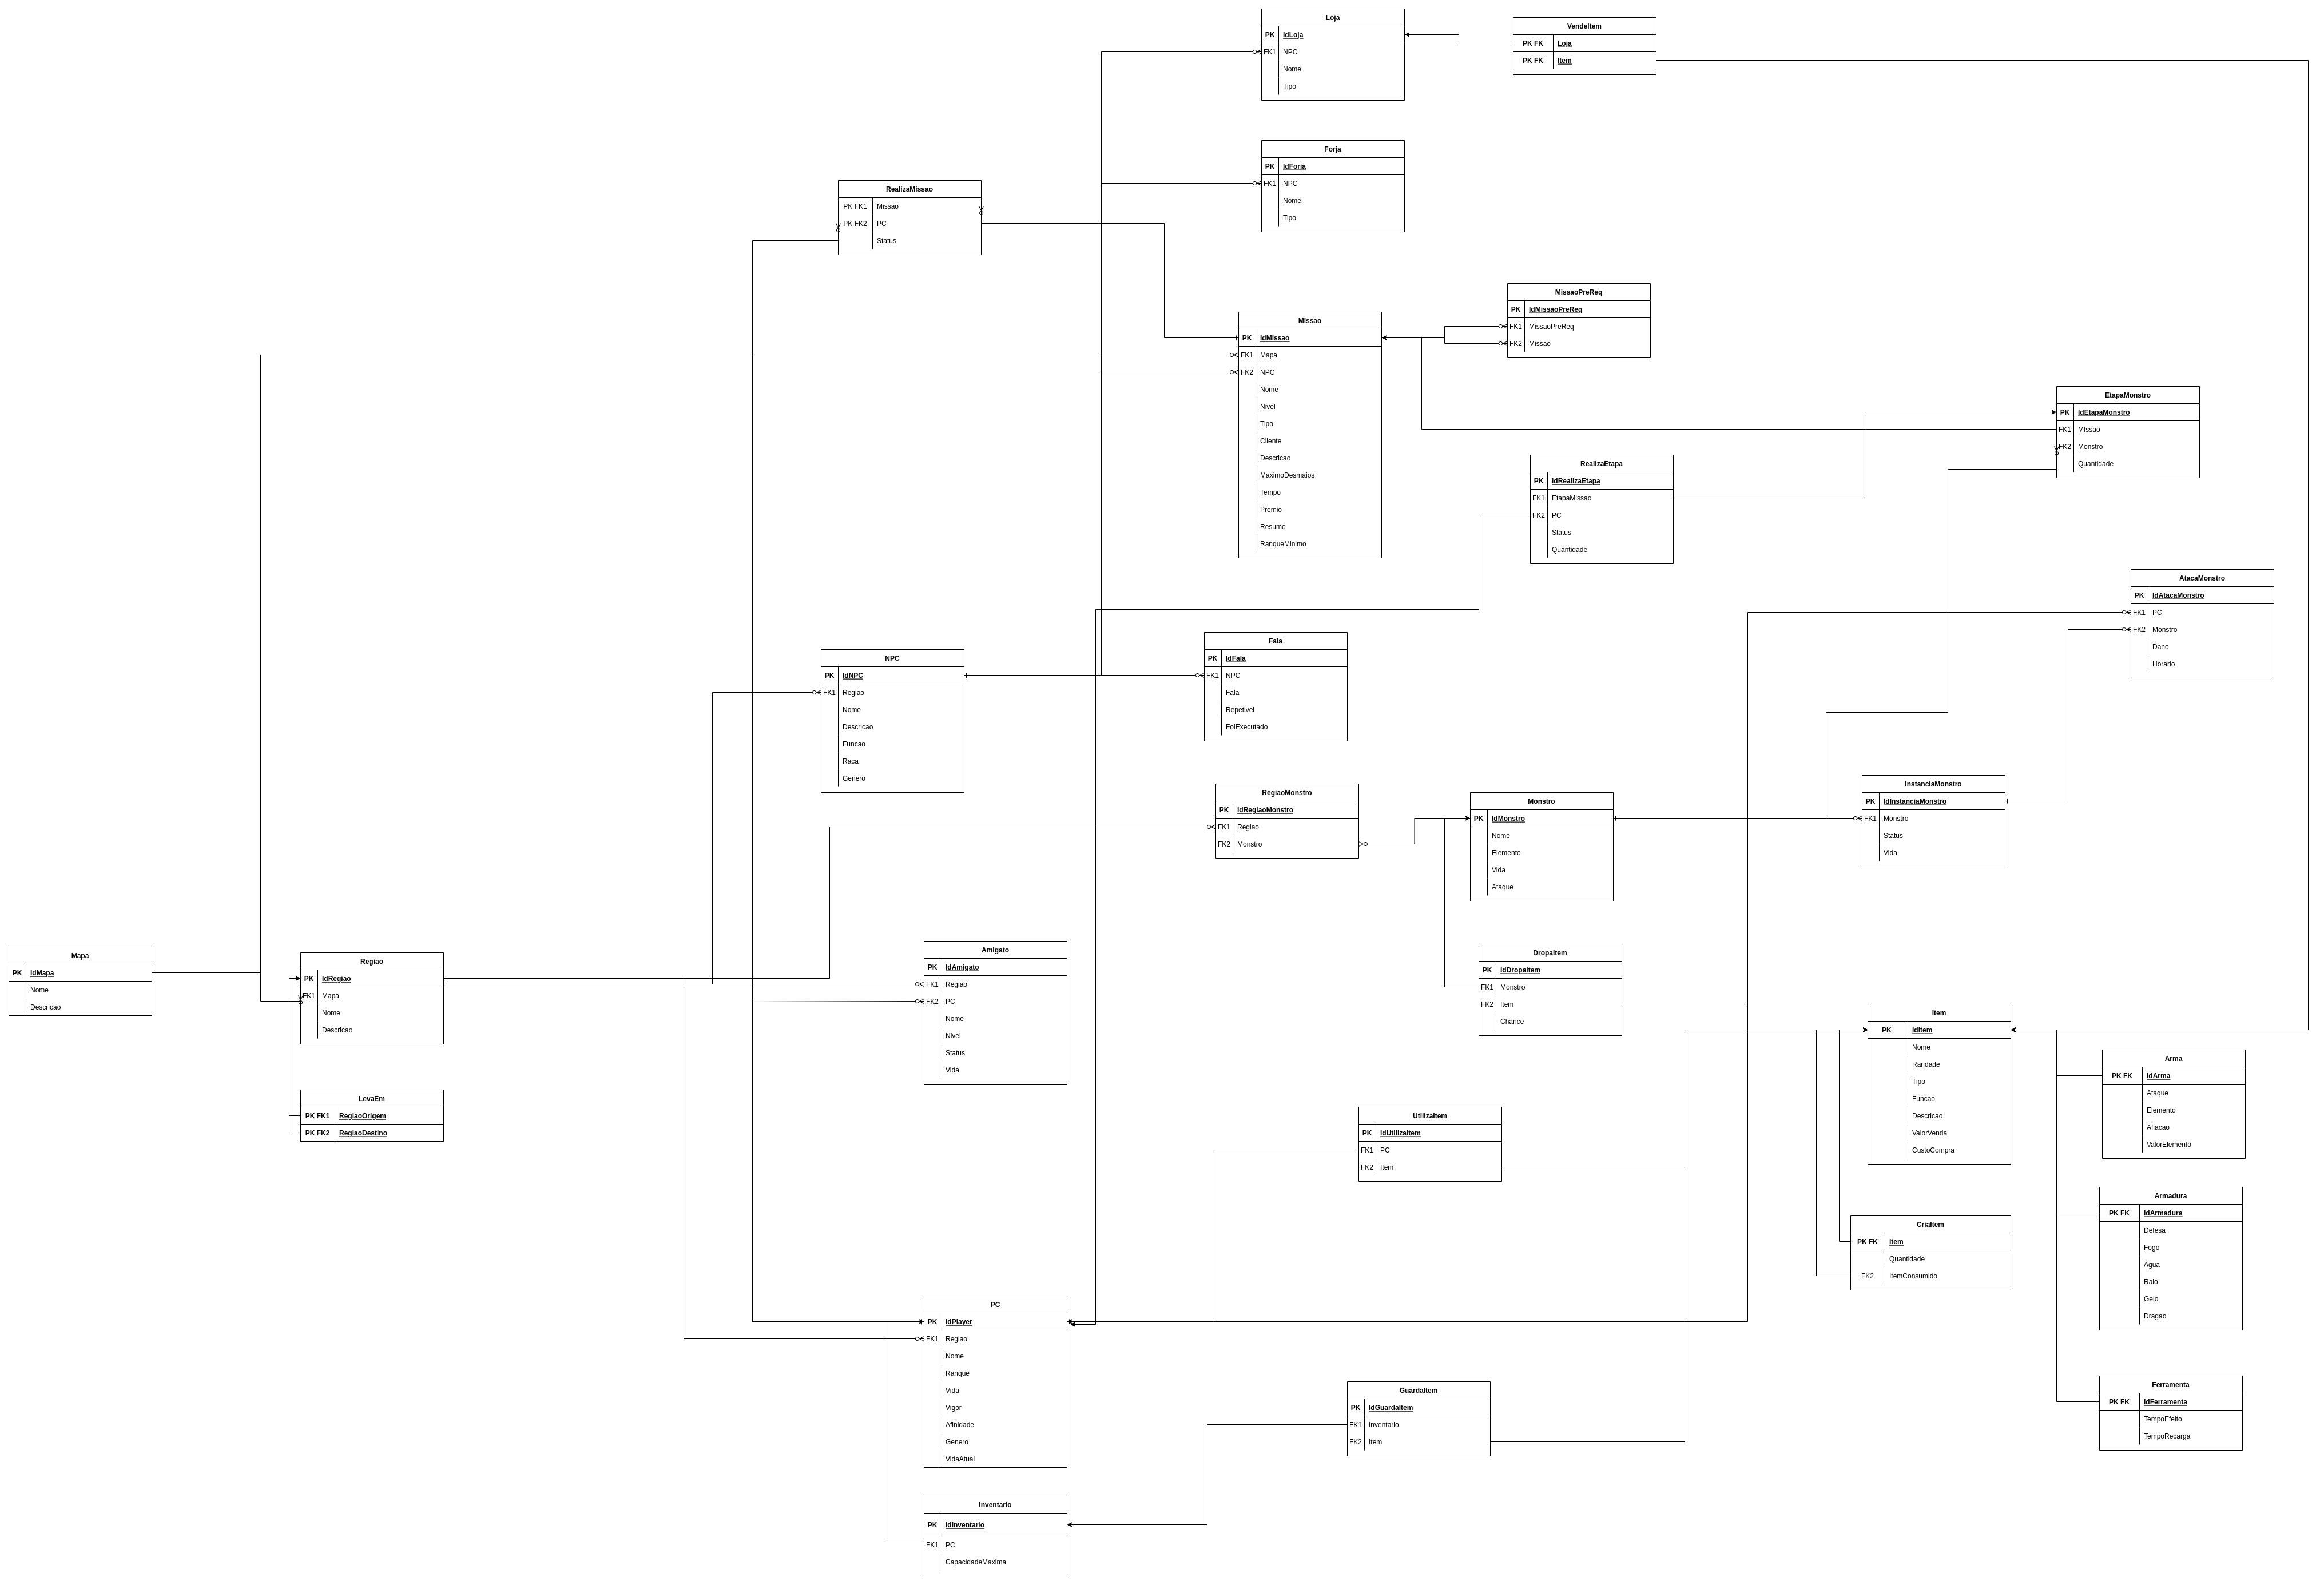 Loja
PK IdLoja
FK1 NPC
Nome
Tipo
VendeItem
PK FK Loja
PK FK Item
Forja
PK IdForja
FK1 NPC
Nome
Tipo
RealizaMissao
PK FK1 Missao
PK FK2 PC
Status
MissaoPreReq
PK IdMissaoPreReq
FK1 MissaoPreReq
FK2 Missao
Missao
PK IdMissao
FK1 Mapa
FK2 NPC
Nome
Nivel
Tipo
Cliente
Descricao
MaximoDesmaios
Tempo
Premio
Resumo
RanqueMinimo
EtapaMonstro
PK IdEtapaMonstro
FK1 MIssao
FK2 Monstro
Quantidade
RealizaEtapa
PK idRealizaEtapa
FK1 EtapaMissao
FK2 PC
Status
Quantidade
AtacaMonstro
PK IdAtacaMonstro
FK1 PC
FK2 Monstro
Dano
Horario
NPC
PK IdNPC
FK1 Regiao
Nome
Descricao
Funcao
Raca
Genero
Fala
PK IdFala
FK1 NPC
Fala
Repetivel
FoiExecutado
RegiaoMonstro
PK IdRegiaoMonstro
FK1 Regiao
FK2 Monstro
Monstro
PK IdMonstro
Nome
Elemento
Vida
Ataque
InstanciaMonstro
PK IdInstanciaMonstro
FK1 Monstro
Status
Vida
Mapa
PK IdMapa
Nome
Descricao
Regiao
PK IdRegiao
FK1 Mapa
Nome
Descricao
Amigato
PK IdAmigato
FK1 Regiao
FK2 PC
Nome
Nivel
Status
Vida
DropaItem
PK IdDropaItem
FK1 Monstro
FK2 Item
Chance
Item
PK IdItem
Nome
Raridade
Tipo
Funcao
Descricao
ValorVenda
CustoCompra
Arma
PK FK IdArma
Ataque
Elemento
Afiacao
ValorElemento
LevaEm
PK FK1 RegiaoOrigem
PK FK2 RegiaoDestino
UtilizaItem
PK idUtilizaItem
FK1 PC
FK2 Item
Armadura
PK FK IdArmadura
Defesa
Fogo
Agua
Raio
Gelo
Dragao
CriaItem
PK FK Item
Quantidade
FK2 ItemConsumido
PC
PK idPlayer
FK1 Regiao
Nome
Ranque
Vida
Vigor
Afinidade
Genero
VidaAtual
GuardaItem
PK IdGuardaItem
FK1 Inventario
FK2 Item
Ferramenta
PK FK IdFerramenta
TempoEfeito
TempoRecarga
Inventario
PK IdInventario
FK1 PC
CapacidadeMaxima